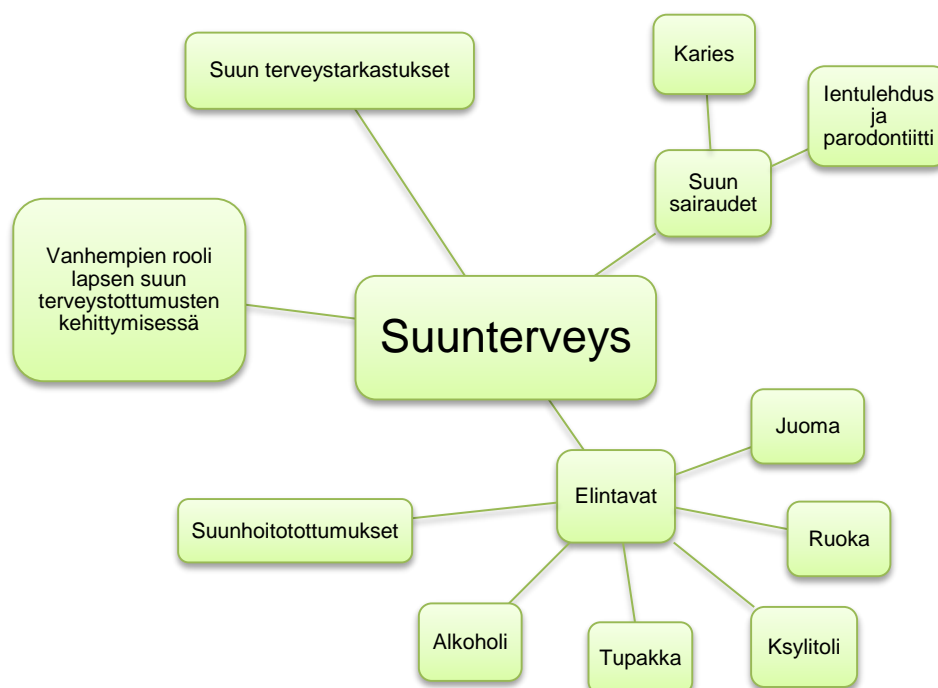 Suun terveystarkastukset
Karies
Ientulehdus
ja
parodontiitti
Suun
sairaudet
Vanhempien rooli
lapsen suun
terveystottumusten
kehittymisessä
Suunterveys
Juoma
Elintavat
Suunhoitotottumukset
Ruoka
Alkoholi
Tupakka
Ksylitoli